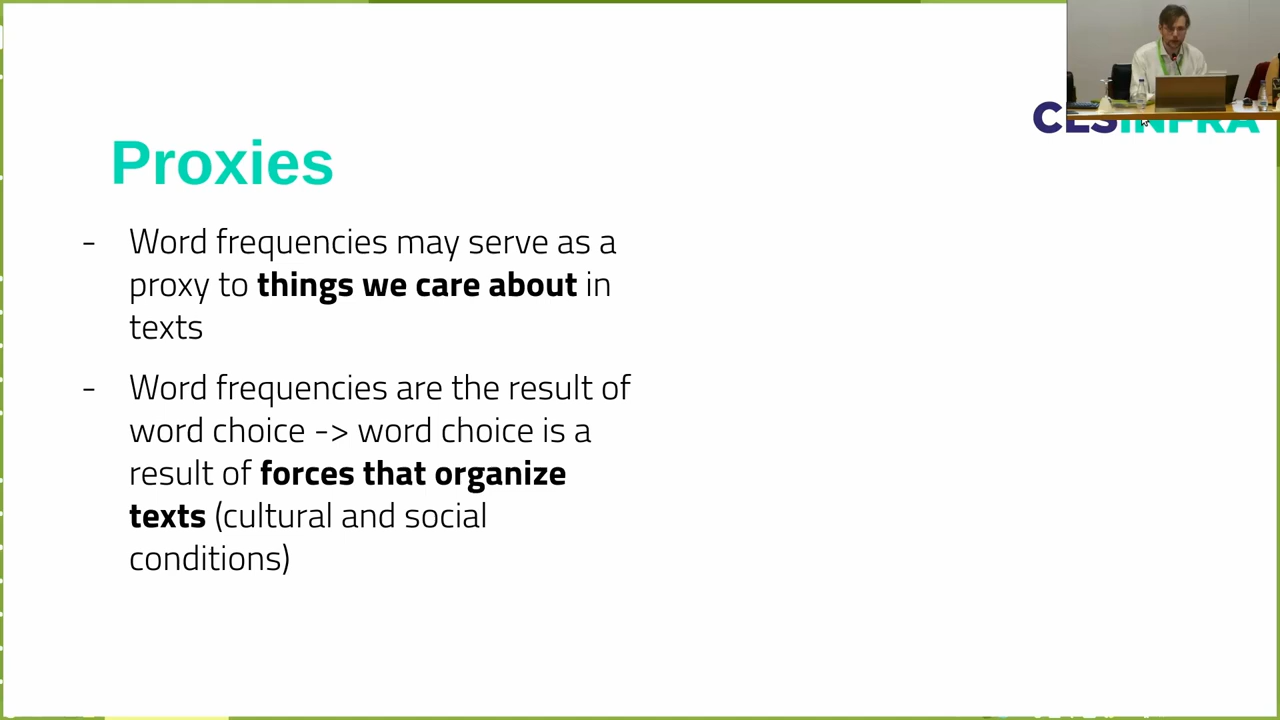 CLSINFRA
Proxies
- Word frequencies may serve as a
proxy to things we care about in
texts
- Word frequencies are the result of
word choice -> word choice is a
result of forces that organize
texts (cultural and social
conditions)